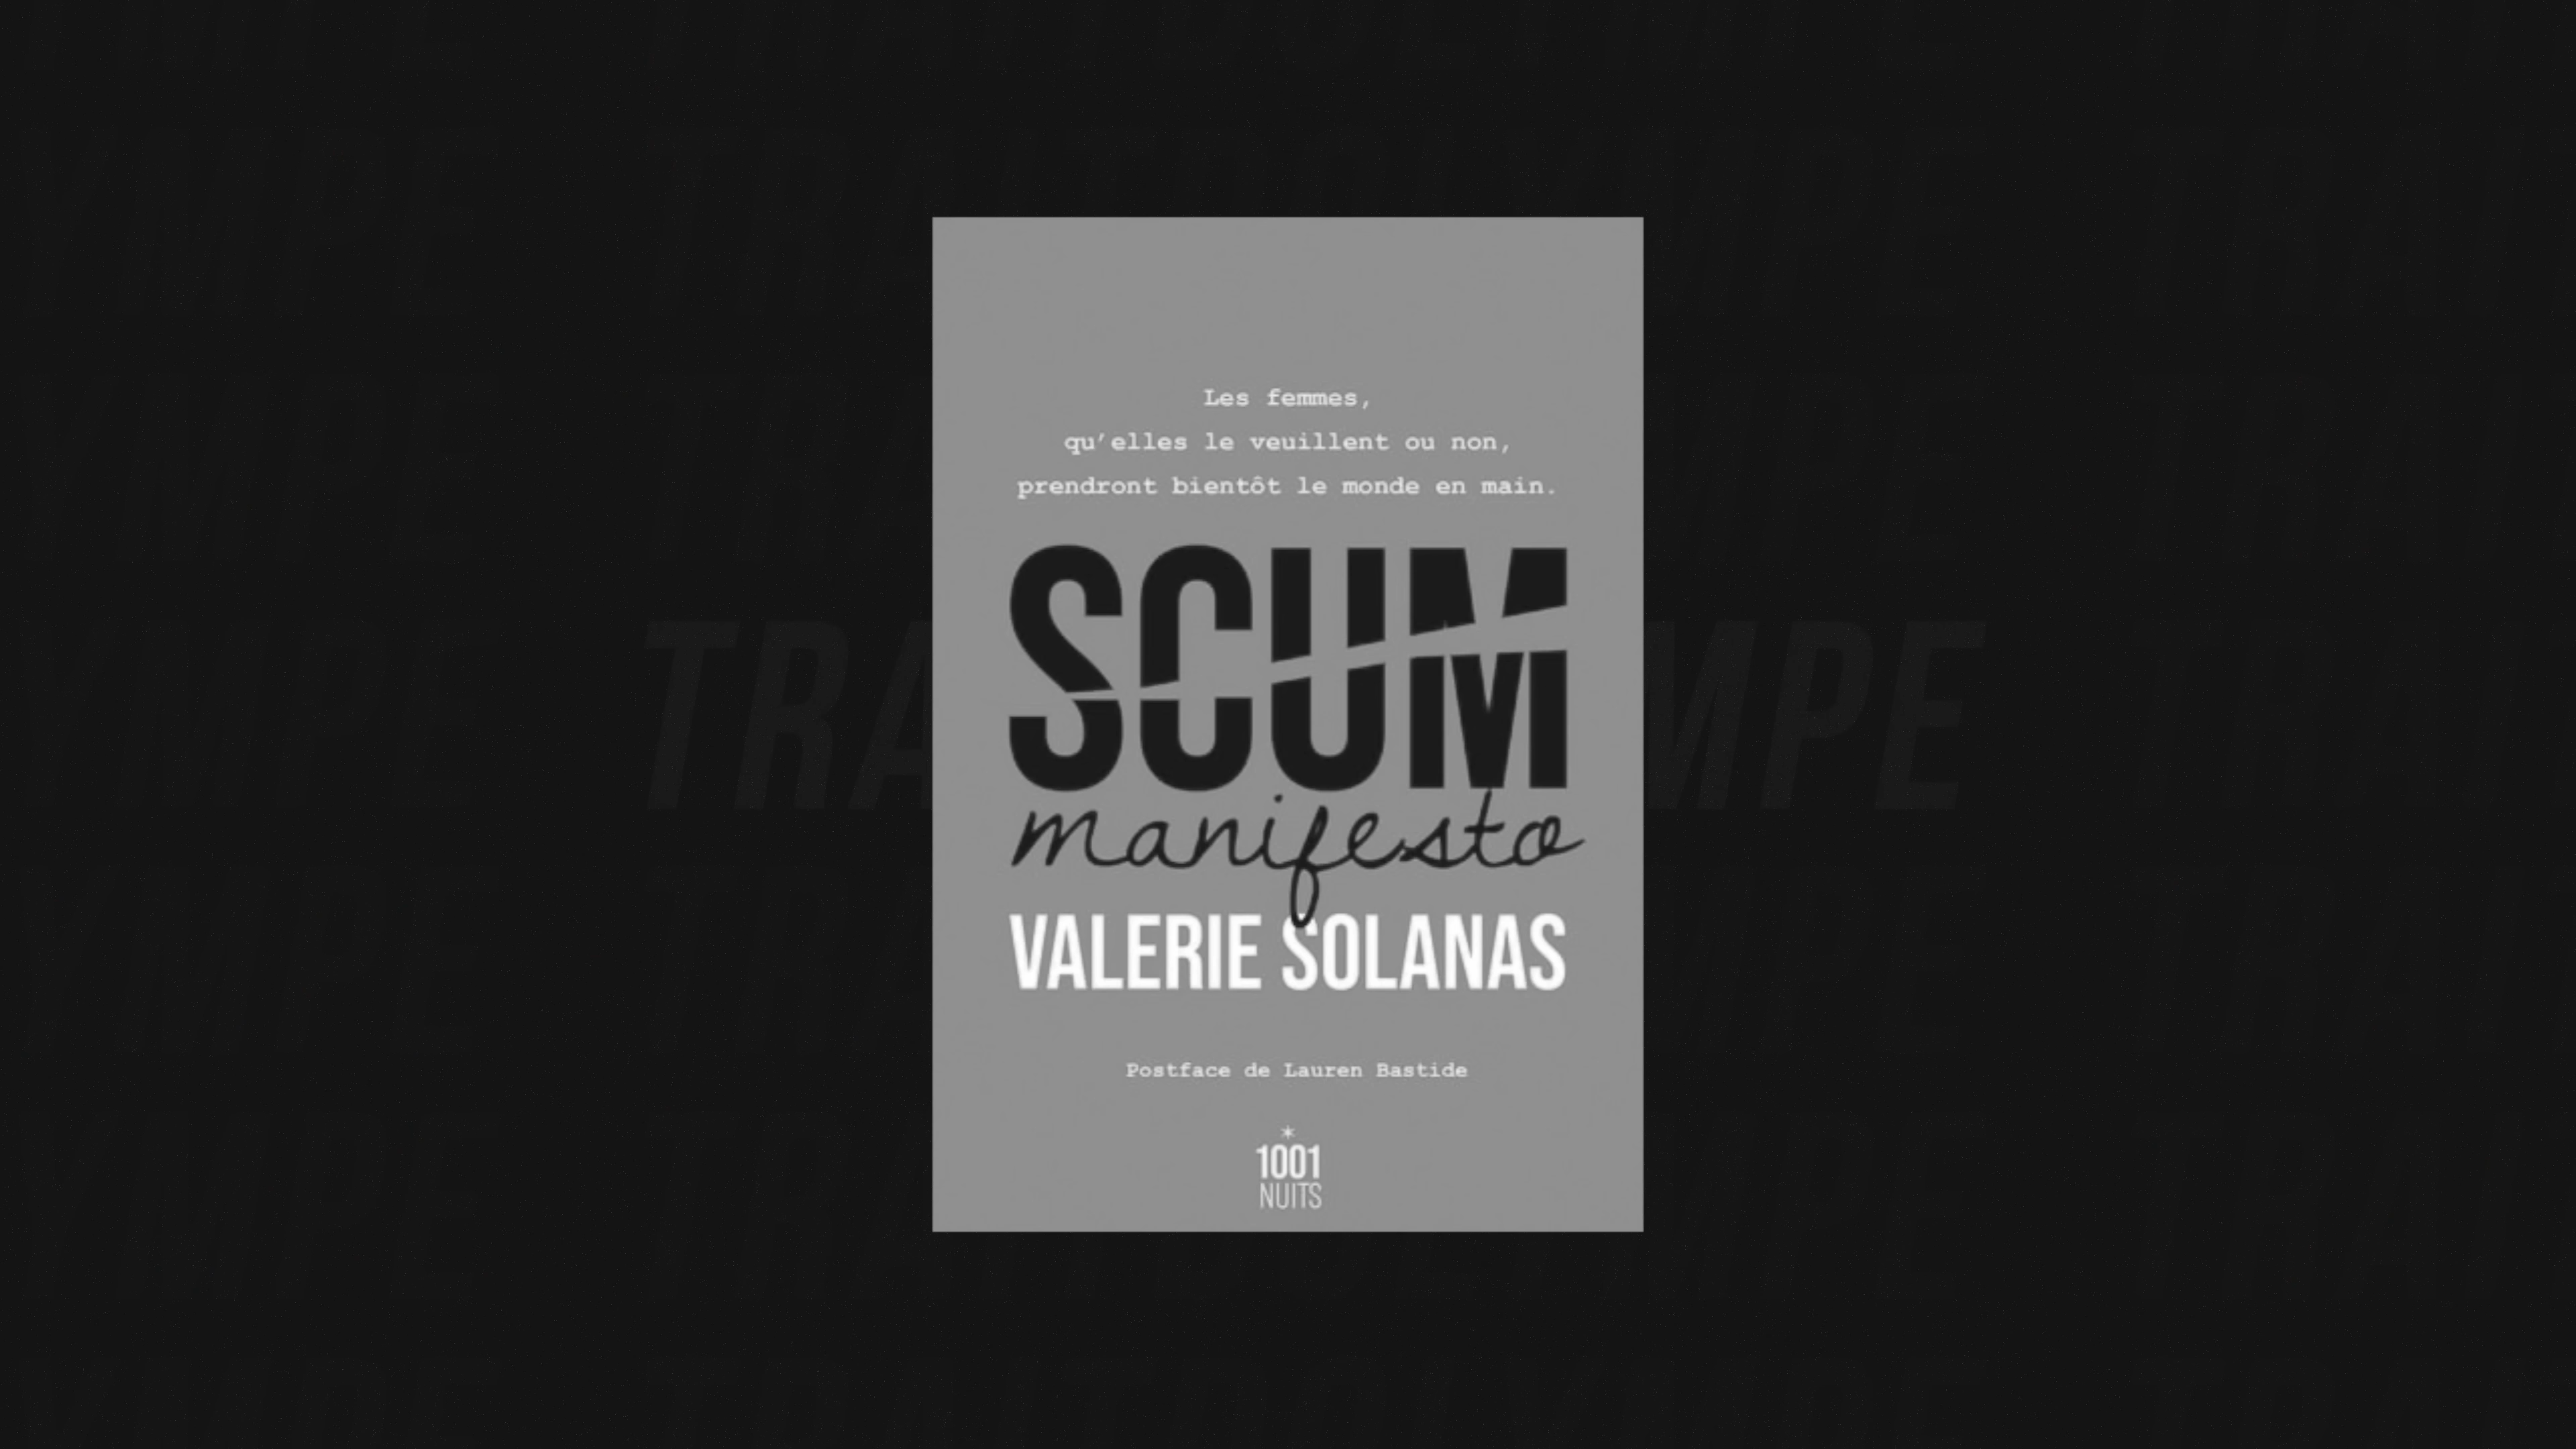 Les femmes,
qu'elles le veuillent ou non,
prendront bientôt le monde en main.
SCUM
manifesto
VALERIE SOLANAS
Postface de Lauren Bastide
1001
NUITS